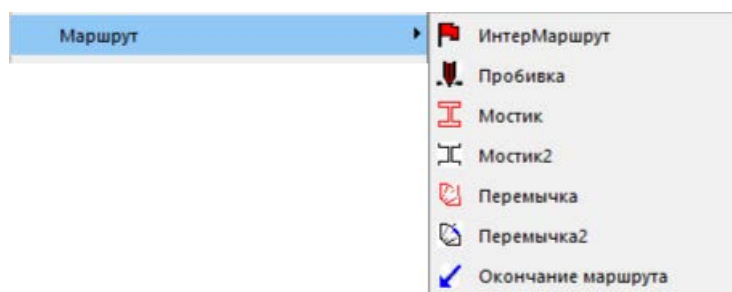 Маршрут
ИнтерМаршрут
Пробивка
Мостик
Мостик2
Перемычка
Перемычка2
Окончание маршрута